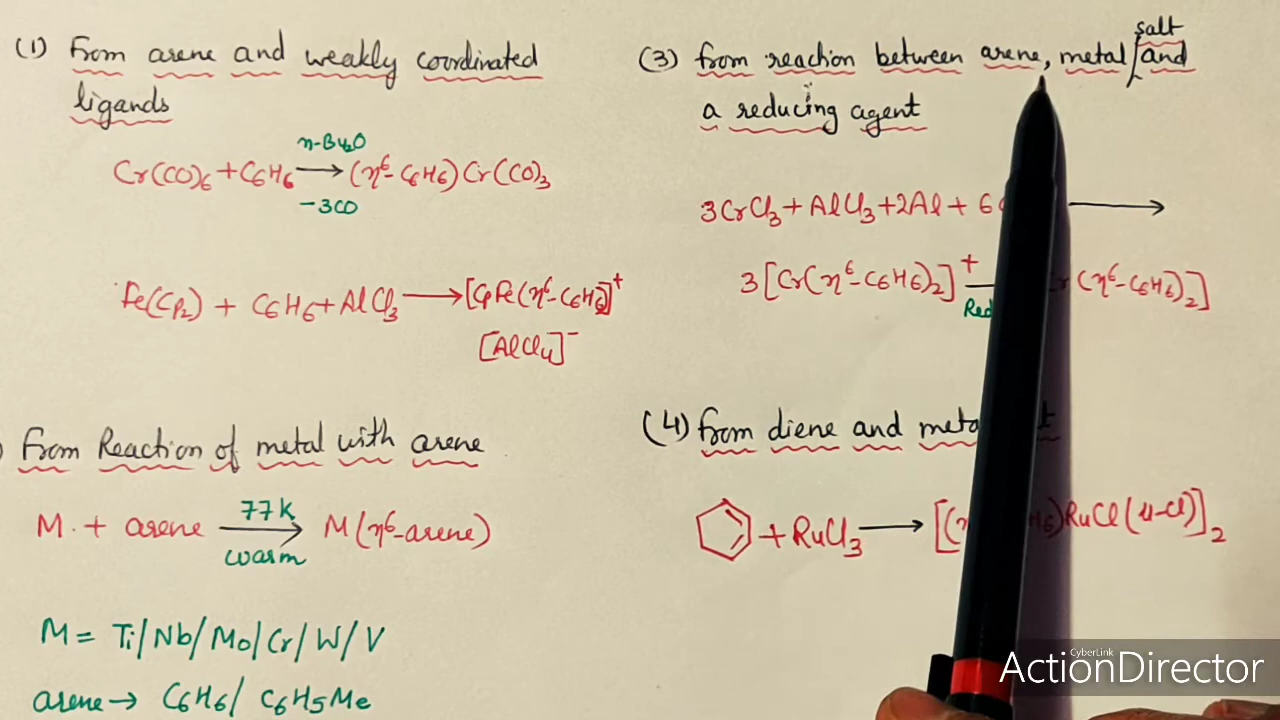 (1) From arene and weakly coordinated
ligands
n-Bu2O
Cr(CO)6 + C6H6 ⟶ (η6-C6H6) Cr(CO)3
-3CO
Fe(Cp2) + C6H6 + AlCl3 ⟶ [CpFe(η6-C6H6)]+
[AlCl4]-
) From Reaction of metal with arene
77K
M. + arene ⟶ M(η6-arene)
warm
M = Ti/Nb/Mo/Cr/W/V
arene → C6H6/ C6H5Me
salt
(3) from reaction between arene, metal/and
a reducing agent
3CrCl3 + AlCl3 + 2Al + 6 ⟶
3[Cr(η6-C6H6)2]+ (η6-C6H6)2]
Red
(4) from diene and
+ RuCl3 ⟶ [( )RuCl(μ-Cl)]2
CyberLink
ActionDirector